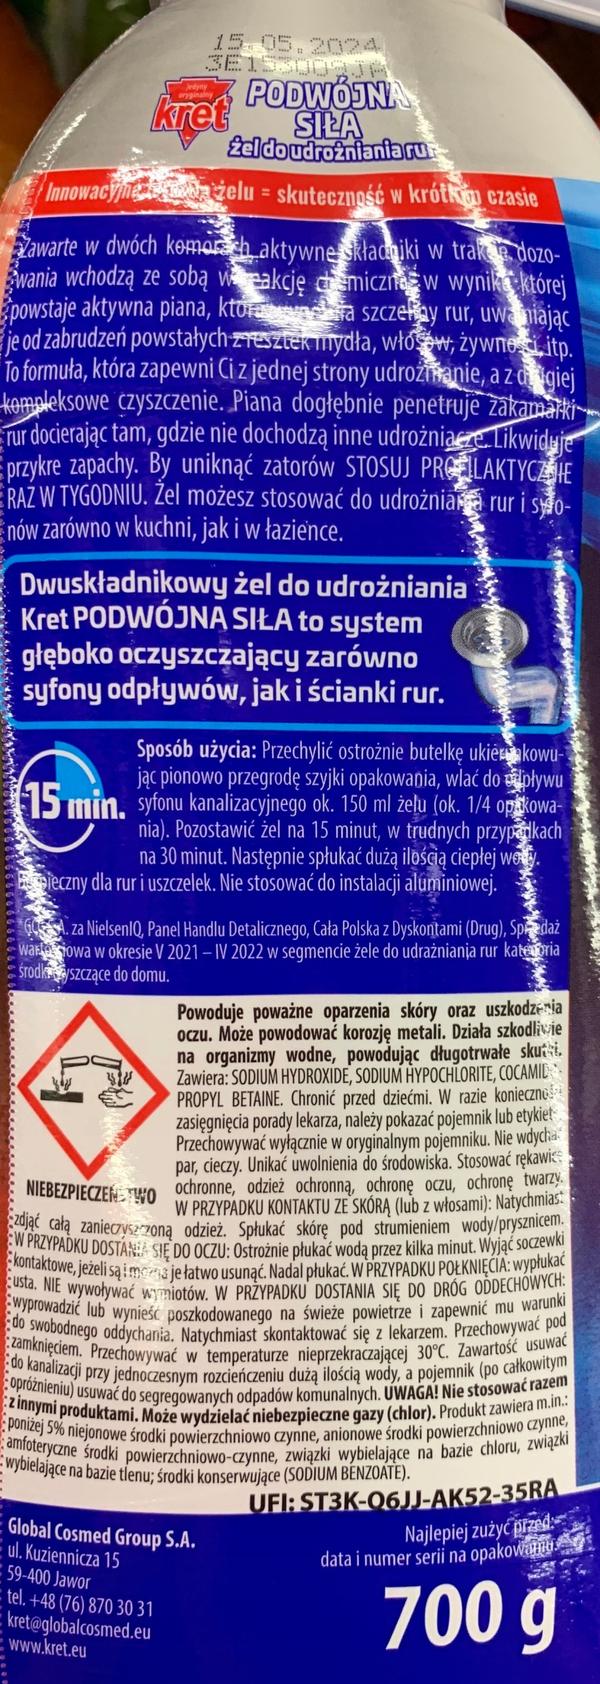 15.05.2024
Jedyny
oryginalny
kret
PODWÓJNA
SIŁA
żel do udrożniania rur
żelu = skuteczność w krótkim czasie
Zawarte w dwóch komorach aktywne składniki w trakcie dozo-
wania wchodzą ze sobą w reakcję chemiczną w wyniku której
powstaje aktywna piana, która szczeliny rur, uwalniając
je od zabrudzeń powstałych z resztek mydła, włosów, żywności, itp.
To formuła, która zapewni Ci z jednej strony udrożnianie, a z drugiej
kompleksowe czyszczenie. Piana dogłębnie penetruje zakamarki
rur docierając tam, gdzie nie dochodzą inne udrożniacze. Likwiduje
przykre zapachy. By uniknąć zatorów STOSUJ PROFILAKTYCZNIE
RAZ W TYGODNIU. Żel możesz stosować do udrożniania rur i syfo-
nów zarówno w kuchni, jak i w łazience.
Dwuskładnikowy żel do udrożniania
Kret PODWÓJNA SIŁA to system
głęboko oczyszczający zarówno
syfony odpływów, jak i ścianki rur.
15 min.
Sposób użycia: Przechylić ostrożnie butelkę ukierunkowu-
jąc pionowo przegrodę szyjki opakowania, wlać do odpływu
syfonu kanalizacyjnego ok. 150 ml żelu (ok. 1/4 opakowa-
nia). Pozostawić żel na 15 minut, w trudnych przypadkach
na 30 minut. Następnie spłukać dużą ilością ciepłej wody.
Bezpieczny dla rur i uszczelek. Nie stosować do instalacji aluminiowej.
za NielsenIQ, Panel Handlu Detalicznego, Cała Polska z Dyskontami (Drug), Sprzedaż
wartościowa w okresie V 2021 – IV 2022 w segmencie żele do udrażniania rur kategoria
środki czyszczące do domu.
Powoduje poważne oparzenia skóry oraz uszkodzenia
oczu. Może powodować korozję metali. Działa szkodliwie
na organizmy wodne, powodując długotrwałe skutki.
Zawiera: SODIUM HYDROXIDE, SODIUM HYPOCHLORITE, COCAMIDO-
PROPYL BETAINE. Chronić przed dziećmi. W razie konieczności
zasięgnięcia porady lekarza, należy pokazać pojemnik lub etykietę.
Przechowywać wyłącznie w oryginalnym pojemniku. Nie wdychać
par, cieczy. Unikać uwolnienia do środowiska. Stosować rękawice
ochronne, odzież ochronną, ochronę oczu, ochronę twarzy.
NIEBEZPIECZEŃSTWO
W PRZYPADKU KONTAKTU ZE SKÓRĄ (lub z włosami): Natychmiast
zdjąć całą zanieczyszczoną odzież. Spłukać skórę pod strumieniem wody/prysznicem.
W PRZYPADKU DOSTANIA SIĘ DO OCZU: Ostrożnie płukać wodą przez kilka minut. Wyjąć soczewki
kontaktowe, jeżeli są i można je łatwo usunąć. Nadal płukać. W PRZYPADKU POŁKNIĘCIA: wypłukać
usta. NIE wywoływać wymiotów. W PRZYPADKU DOSTANIA SIĘ DO DRÓG ODDECHOWYCH:
wyprowadzić lub wynieść poszkodowanego na świeże powietrze i zapewnić mu warunki
do swobodnego oddychania. Natychmiast skontaktować się z lekarzem. Przechowywać pod
zamknięciem. Przechowywać w temperaturze nieprzekraczającej 30°C. Zawartość usuwać
do kanalizacji przy jednoczesnym rozcieńczeniu dużą ilością wody, a pojemnik (po całkowitym
opróżnieniu) usuwać do segregowanych odpadów komunalnych. UWAGA! Nie stosować razem
z innymi produktami. Może wydzielać niebezpieczne gazy (chlor). Produkt zawiera m.in.:
poniżej 5% niejonowe środki powierzchniowo czynne, anionowe środki powierzchniowo czynne,
amfoteryczne środki powierzchniowo-czynne, związki wybielające na bazie chloru, związki
wybielające na bazie tlenu; środki konserwujące (SODIUM BENZOATE).
UFI: ST3K-Q6JJ-AK52-35RA
Global Cosmed Group S.A.
ul. Kuziennicza 15
59-400 Jawor
tel. +48 (76) 870 30 31
kret@globalcosmed.eu
www.kret.eu
Najlepiej zużyć przed:
data i numer serii na opakowaniu
700 g